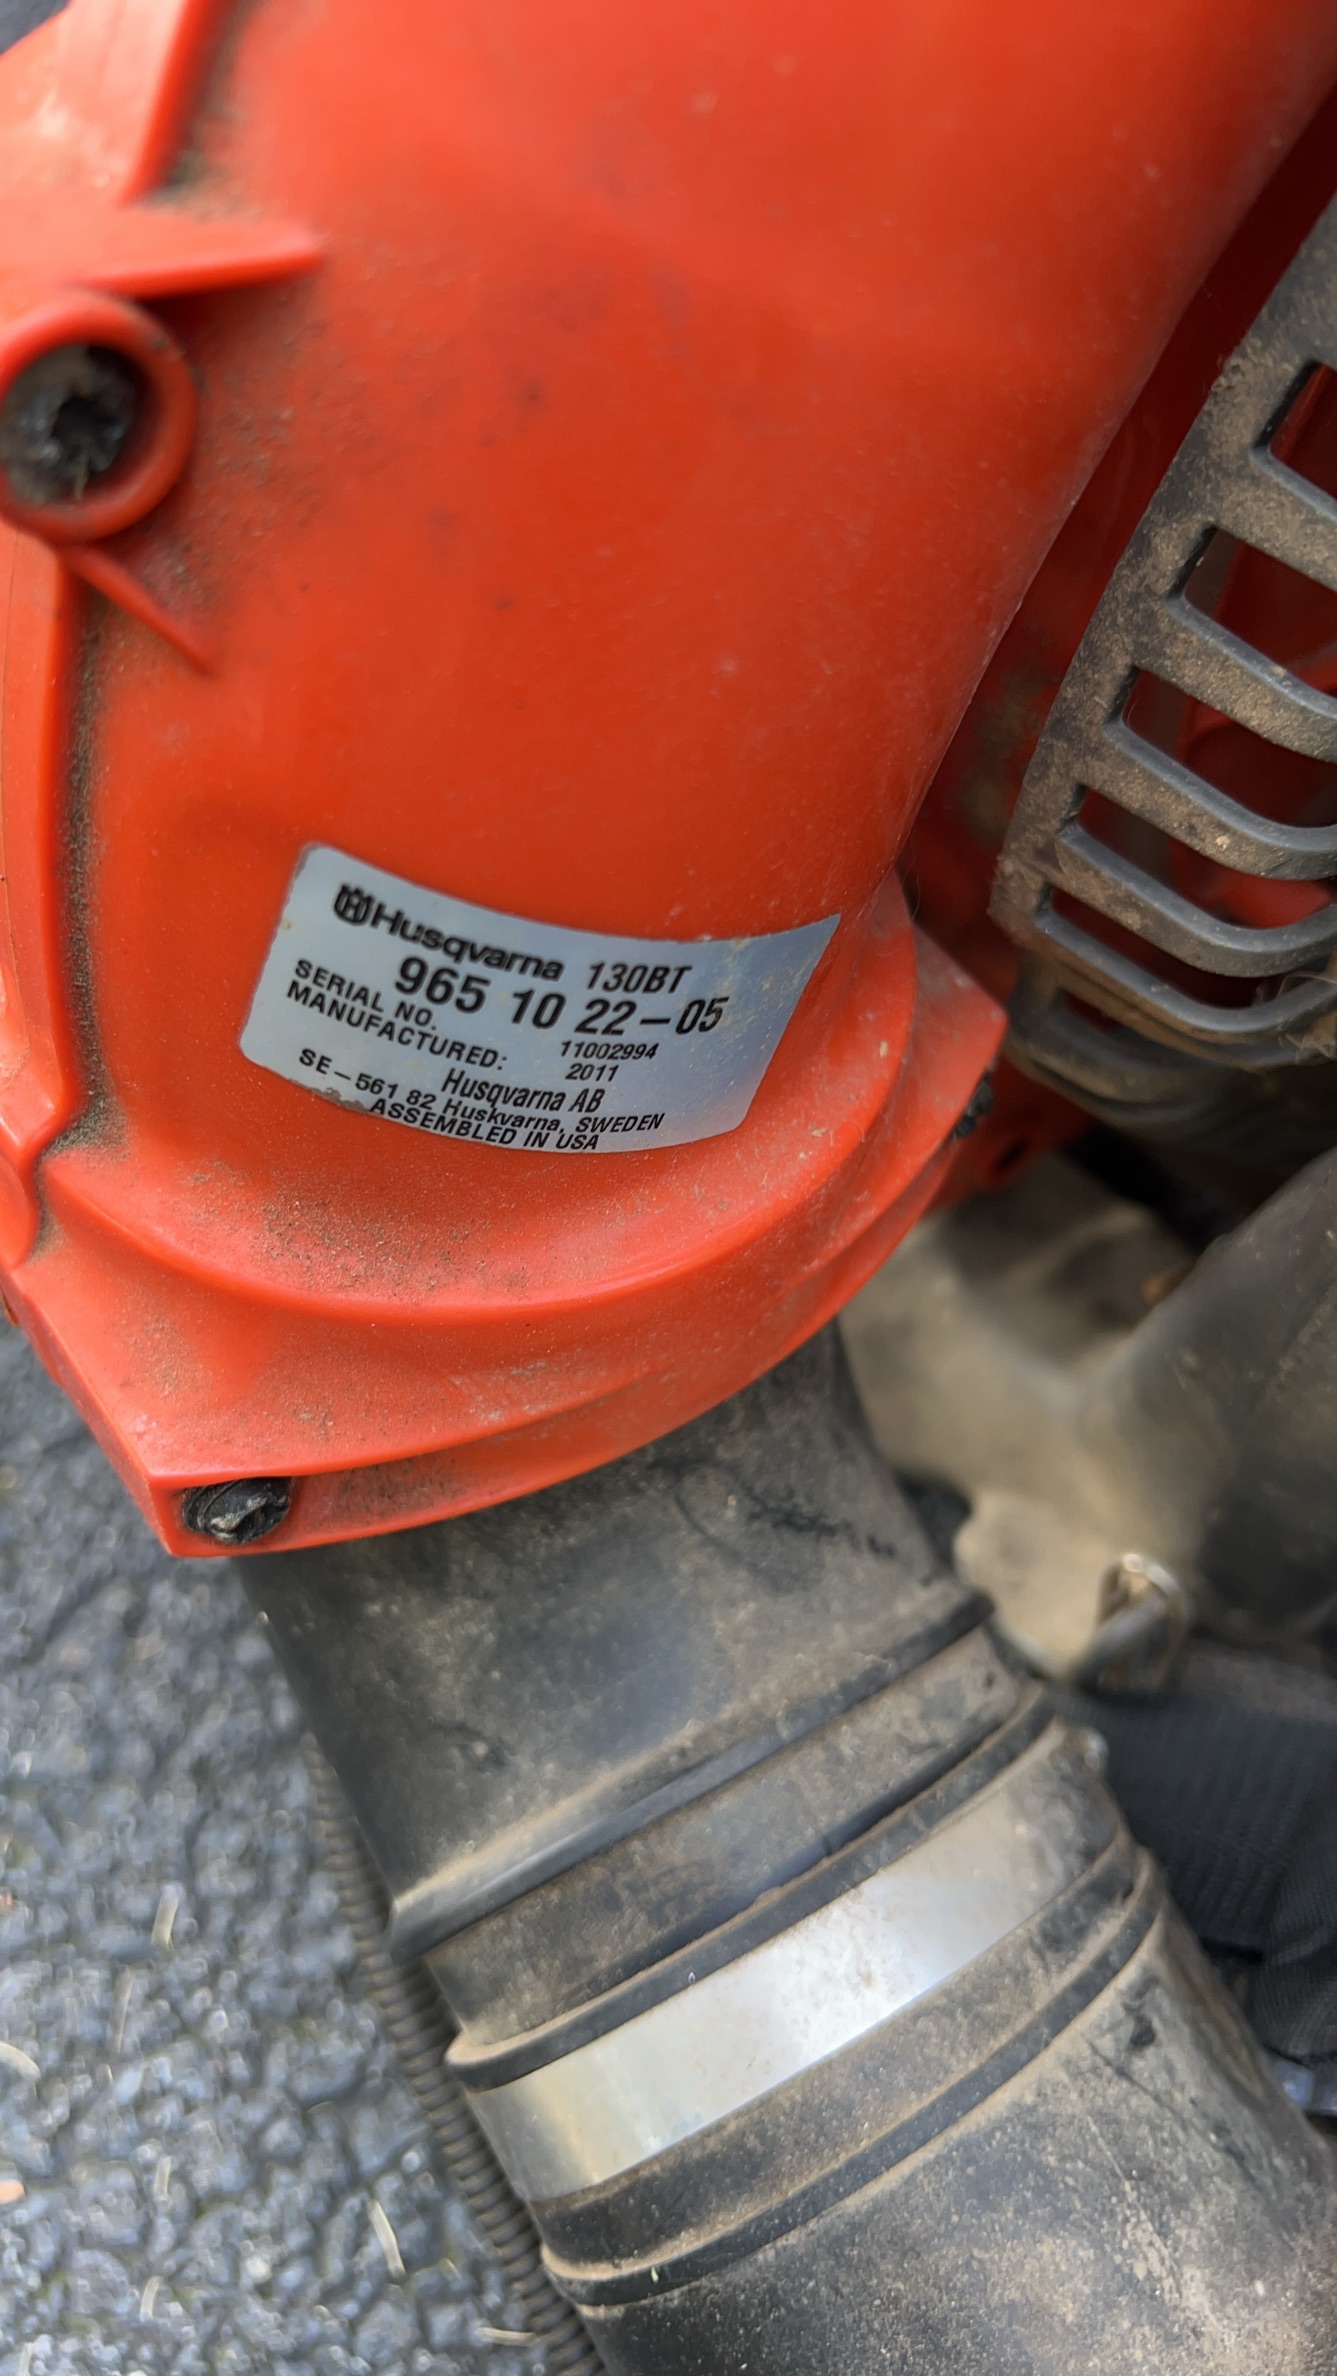 Husqvarna 130BT
965 10 22-05
SERIAL NO. 11002994
MANUFACTURED: 2011
Husqvarna AB
SE-561 82 Huskvarna, SWEDEN
ASSEMBLED IN USA